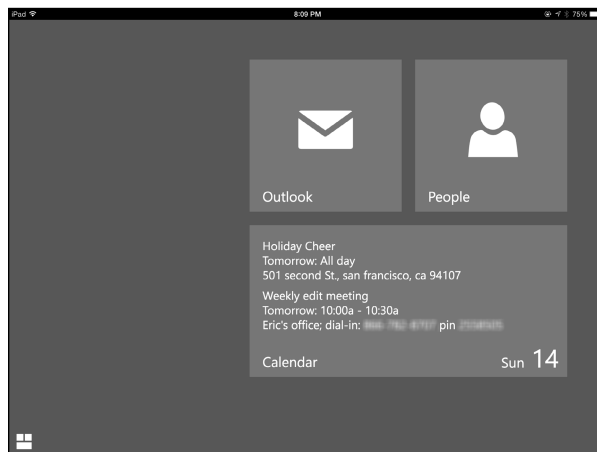 iPad 8:09 PM 75%
Outlook People
Holiday Cheer
Tomorrow: All day
501 second St., san francisco, ca 94107
Weekly edit meeting
Tomorrow: 10:00a - 10:30a
Eric's office; dial-in: pin
Calendar Sun 14